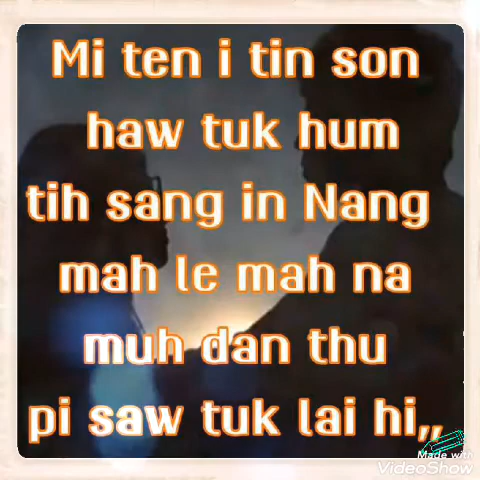 Mi ten i tin son
haw tuk hum
tih sang in Nang
mah le mah na
muh dan thu
pi saw tuk lai hi,,
Made with
VideoShow